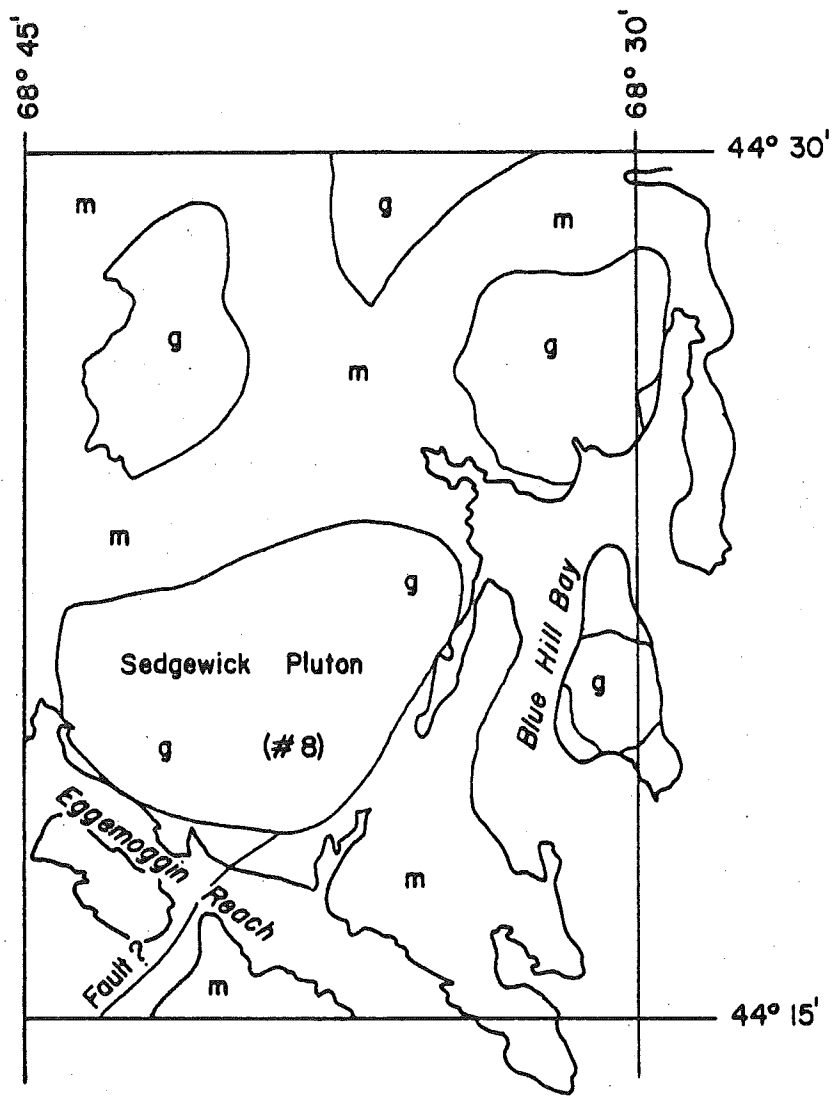 68° 45'
68° 30'
44° 30'
m
g
m
g
g
m
m
g
Sedgewick Pluton
g
(#8)
Blue Hill Bay
g
Eggemoggin Reach
m
Fault?
m
44° 15'